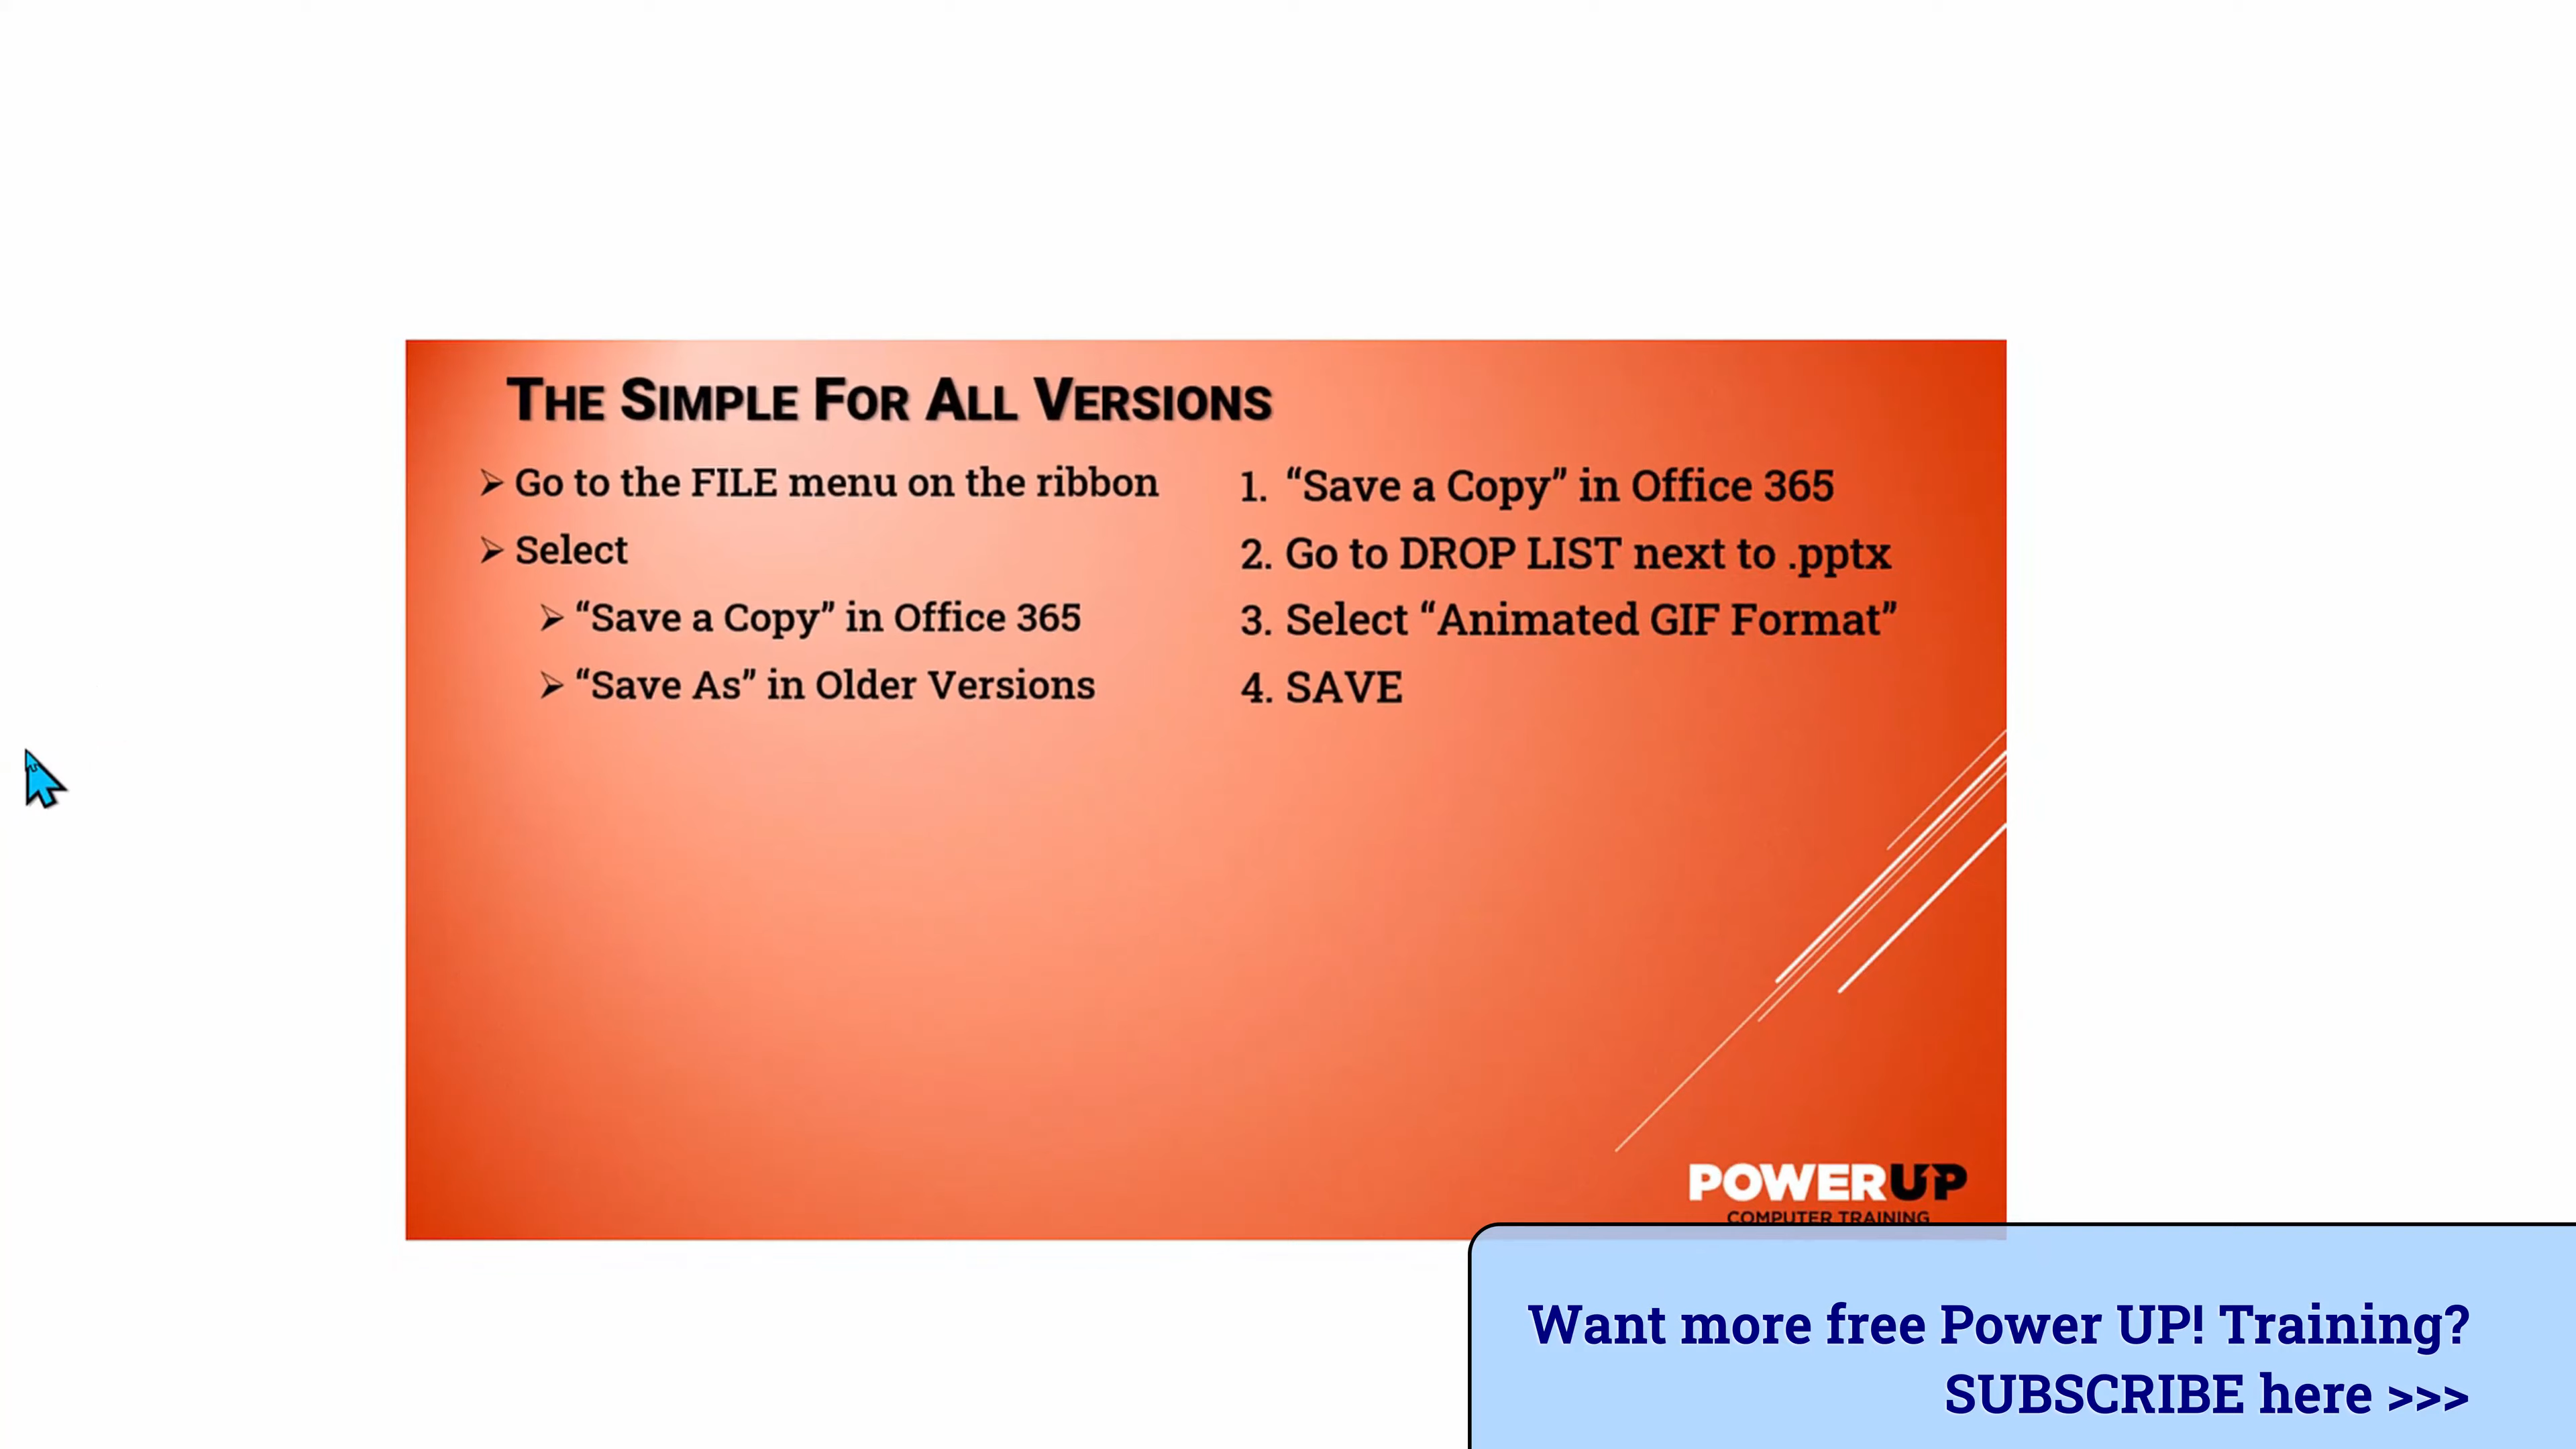 THE SIMPLE FOR ALL VERSIONS
Go to the FILE menu on the ribbon
Select
“Save a Copy” in Office 365
“Save As” in Older Versions
1. “Save a Copy” in Office 365
2. Go to DROP LIST next to .pptx
3. Select “Animated GIF Format”
4. SAVE
POWERUP
COMPUTER TRAINING
Want more free Power UP! Training?
SUBSCRIBE here >>>